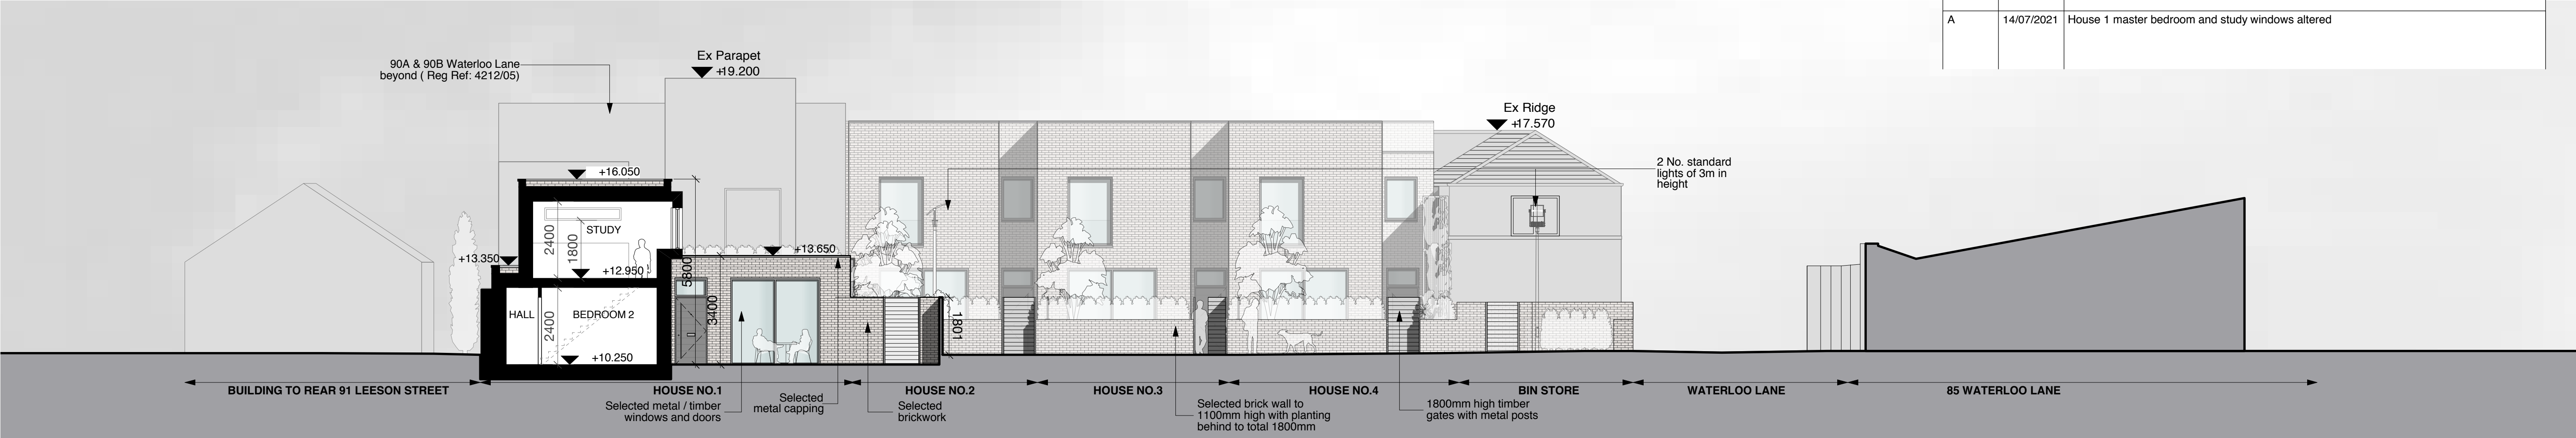 A 14/07/2021 House 1 master bedroom and study windows altered
Ex Parapet
+19.200
90A & 90B Waterloo Lane
beyond ( Reg Ref: 4212/05)
Ex Ridge
+17.570
2 No. standard
lights of 3m in
height
+16.050
STUDY
2400
1800
+13.650
+13.350
+12.950
5800
3400
HALL
2400
BEDROOM 2
1801
+10.250
BUILDING TO REAR 91 LEESON STREET
HOUSE NO.1
HOUSE NO.2
HOUSE NO.3
HOUSE NO.4
BIN STORE
WATERLOO LANE
85 WATERLOO LANE
Selected metal / timber
windows and doors
Selected
metal capping
Selected
brickwork
Selected brick wall to
1100mm high with planting
behind to total 1800mm
1800mm high timber
gates with metal posts